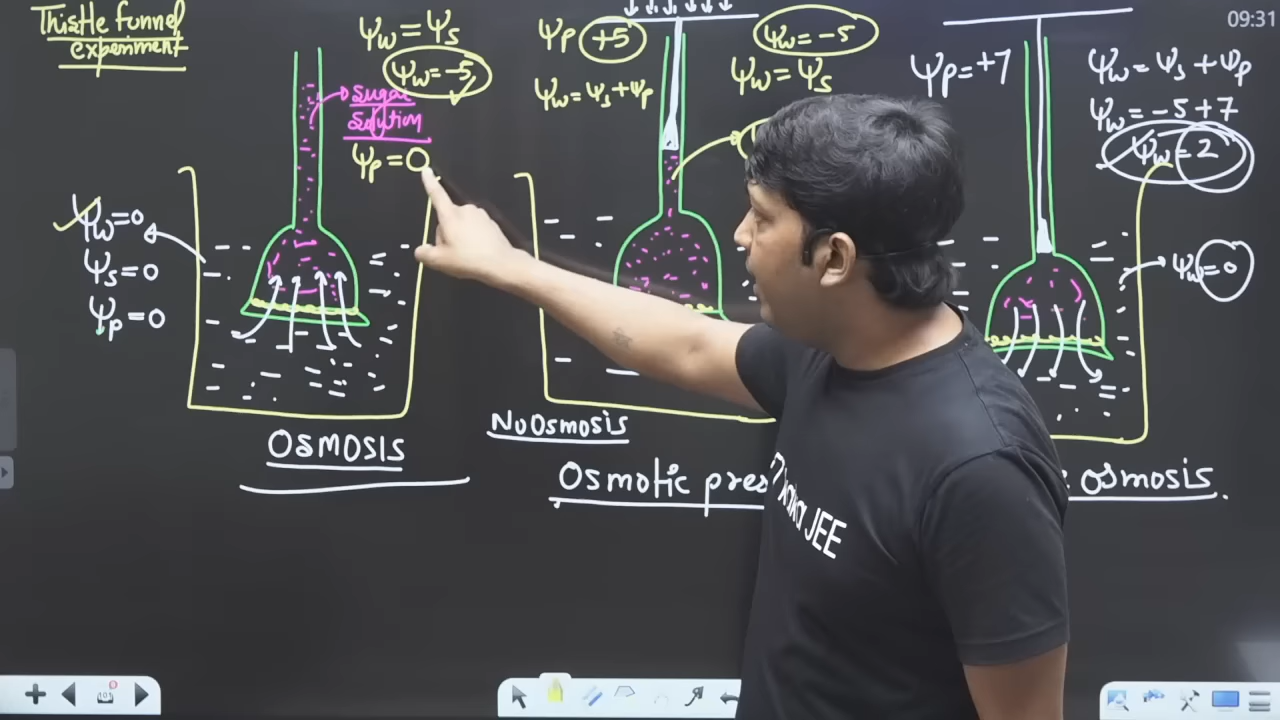 Thistle funnel
experiment
Ψw = Ψs
Ψw = -5
sugar
solution
Ψp = 0
Ψw = 0
Ψs = 0
Ψp = 0
OSMOSIS
Ψp +5
Ψw = Ψs + Ψp
Ψw = -5
Ψw = Ψs
No Osmosis
Osmotic pres
Ψp = +7
Ψw = Ψs + Ψp
Ψw = -5 + 7
Ψw = 2
Ψw = 0
: osmosis.
JEE
09:31